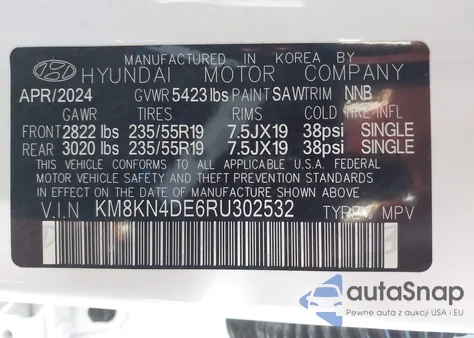 MANUFACTURED IN KOREA BY
HYUNDAI MOTOR COMPANY
APR/2024 GVWR 5423 lbs PAINT SAW TRIM NNB
GAWR TIRES RIMS COLD TIRE INFL
FRONT 2822 lbs 235/55R19 7.5JX19 38psi SINGLE
REAR 3020 lbs 235/55R19 7.5JX19 38psi SINGLE
THIS VEHICLE CONFORMS TO ALL APPLICABLE U.S.A. FEDERAL
MOTOR VEHICLE SAFETY, BUMPER, AND THEFT PREVENTION STANDARDS
IN EFFECT ON THE DATE OF MANUFACTURE SHOWN ABOVE.
V.I.N KM8KN4DE6RU302532 TYPE: MPV
autoSnap
Pewne auta z aukcji USA i EU